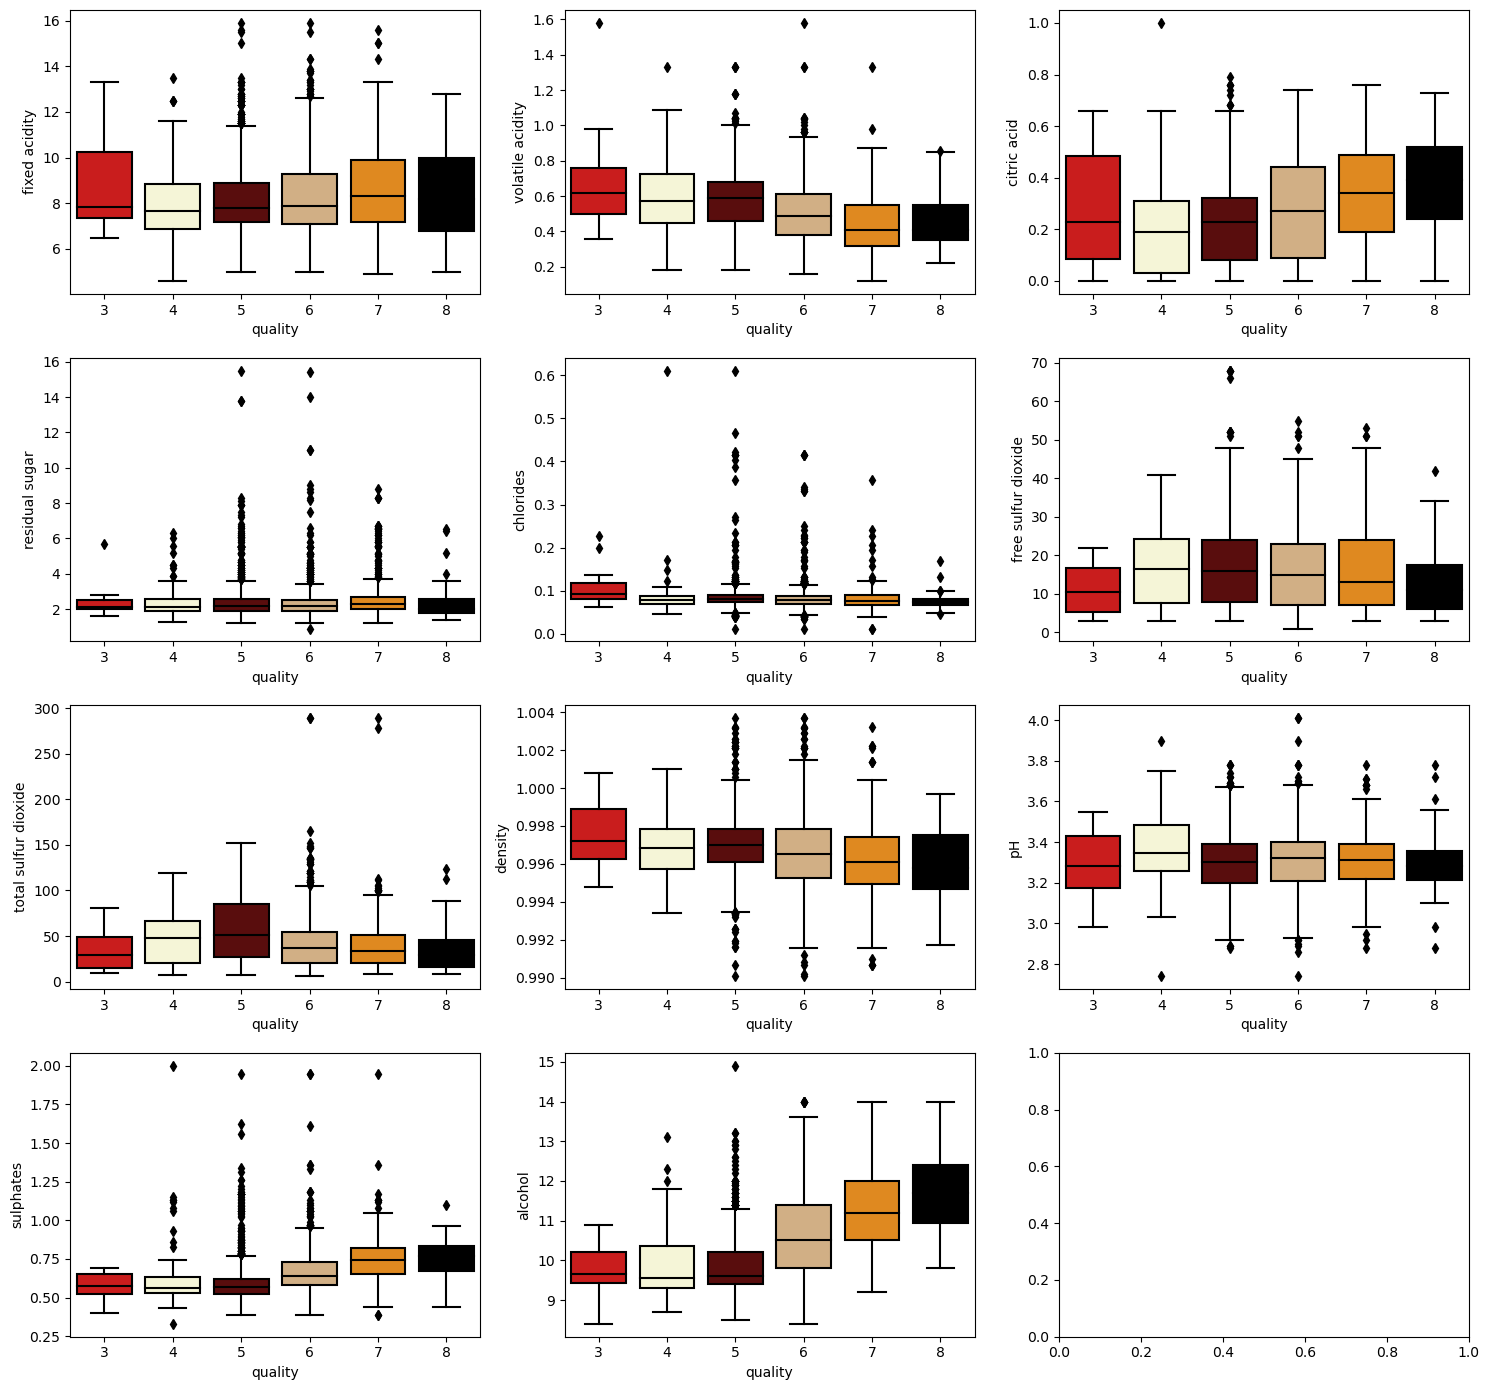 16
14
12
10
8
6
fixed acidity
3 4 5 6 7 8
quality
1.6
1.4
1.2
1.0
0.8
0.6
0.4
0.2
volatile acidity
3 4 5 6 7 8
quality
1.0
0.8
0.6
0.4
0.2
0.0
citric acid
3 4 5 6 7 8
quality
16
14
12
10
8
6
4
2
residual sugar
3 4 5 6 7 8
quality
0.6
0.5
0.4
0.3
0.2
0.1
0.0
chlorides
3 4 5 6 7 8
quality
70
60
50
40
30
20
10
0
free sulfur dioxide
3 4 5 6 7 8
quality
300
250
200
150
100
50
0
total sulfur dioxide
3 4 5 6 7 8
quality
1.004
1.002
1.000
0.998
0.996
0.994
0.992
0.990
density
3 4 5 6 7 8
quality
4.0
3.8
3.6
3.4
3.2
3.0
2.8
pH
3 4 5 6 7 8
quality
2.00
1.75
1.50
1.25
1.00
0.75
0.50
0.25
sulphates
3 4 5 6 7 8
quality
15
14
13
12
11
10
9
alcohol
3 4 5 6 7 8
quality
1.0
0.8
0.6
0.4
0.2
0.0
0.0 0.2 0.4 0.6 0.8 1.0